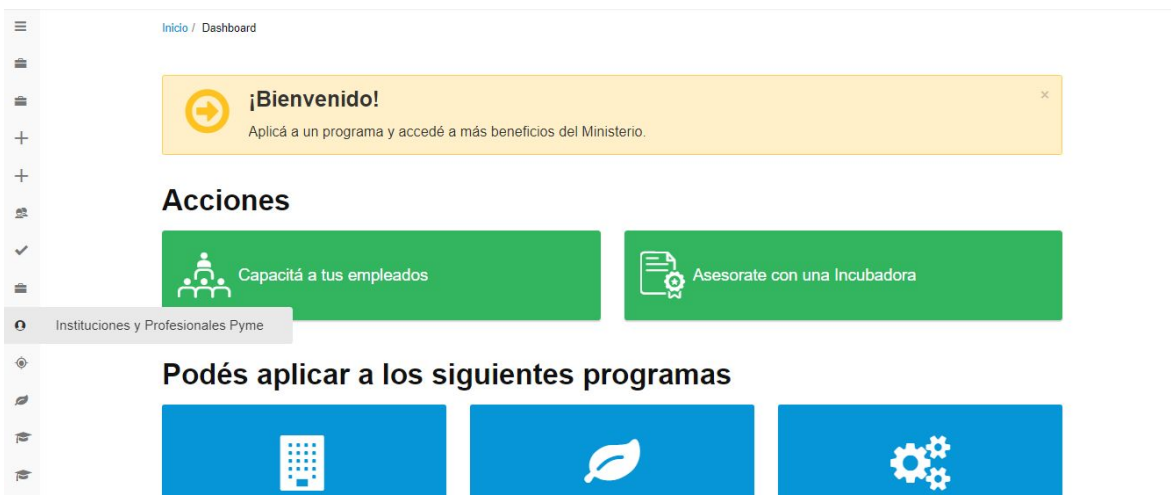 Inicio / Dashboard
¡Bienvenido!
×
Aplicá a un programa y accedé a más beneficios del Ministerio.
Acciones
Capacitá a tus empleados
Asesorate con una Incubadora
Instituciones y Profesionales Pyme
Podés aplicar a los siguientes programas